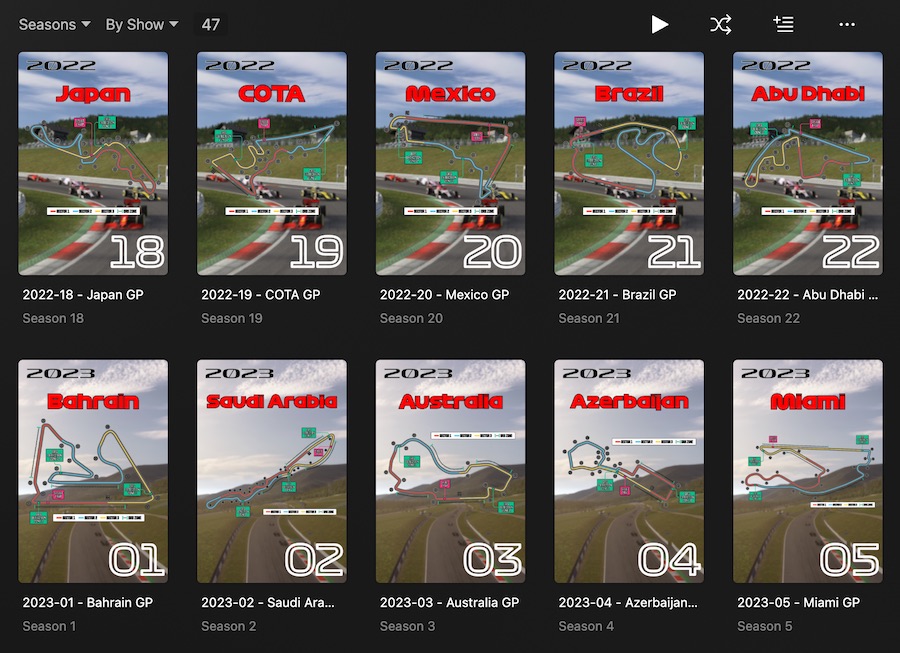 Seasons By Show 47
2022 2022 2022 2022 2022
Japan COTA Mexico Brazil Abu Dhabi
18 19 20 21 22
2022-18 - Japan GP 2022-19 - COTA GP 2022-20 - Mexico GP 2022-21 - Brazil GP 2022-22 - Abu Dhabi ...
Season 18 Season 19 Season 20 Season 21 Season 22
2023 2023 2023 2023 2023
Bahrain Saudi Arabia Australia Azerbaijan Miami
01 02 03 04 05
2023-01 - Bahrain GP 2023-02 - Saudi Ara... 2023-03 - Australia GP 2023-04 - Azerbaijan... 2023-05 - Miami GP
Season 1 Season 2 Season 3 Season 4 Season 5